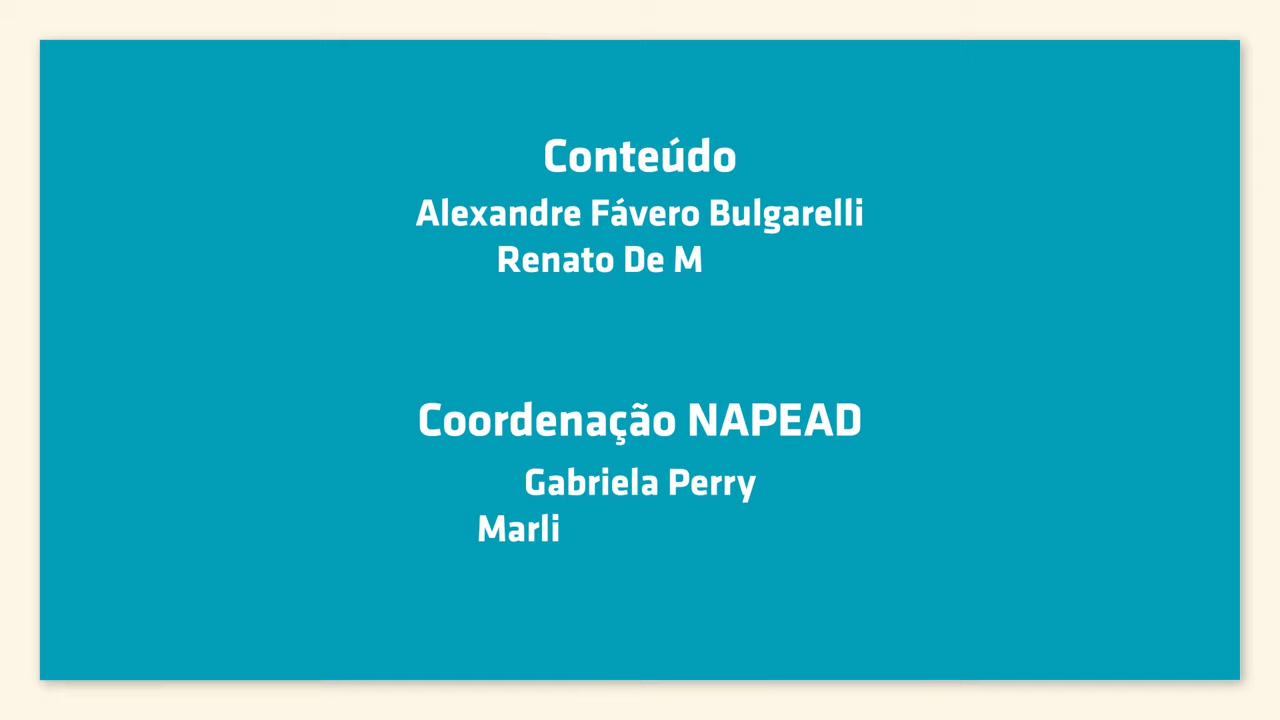 Conteúdo
Alexandre Fávero Bulgarelli
Renato De M
Coordenação NAPEAD
Gabriela Perry
Marli